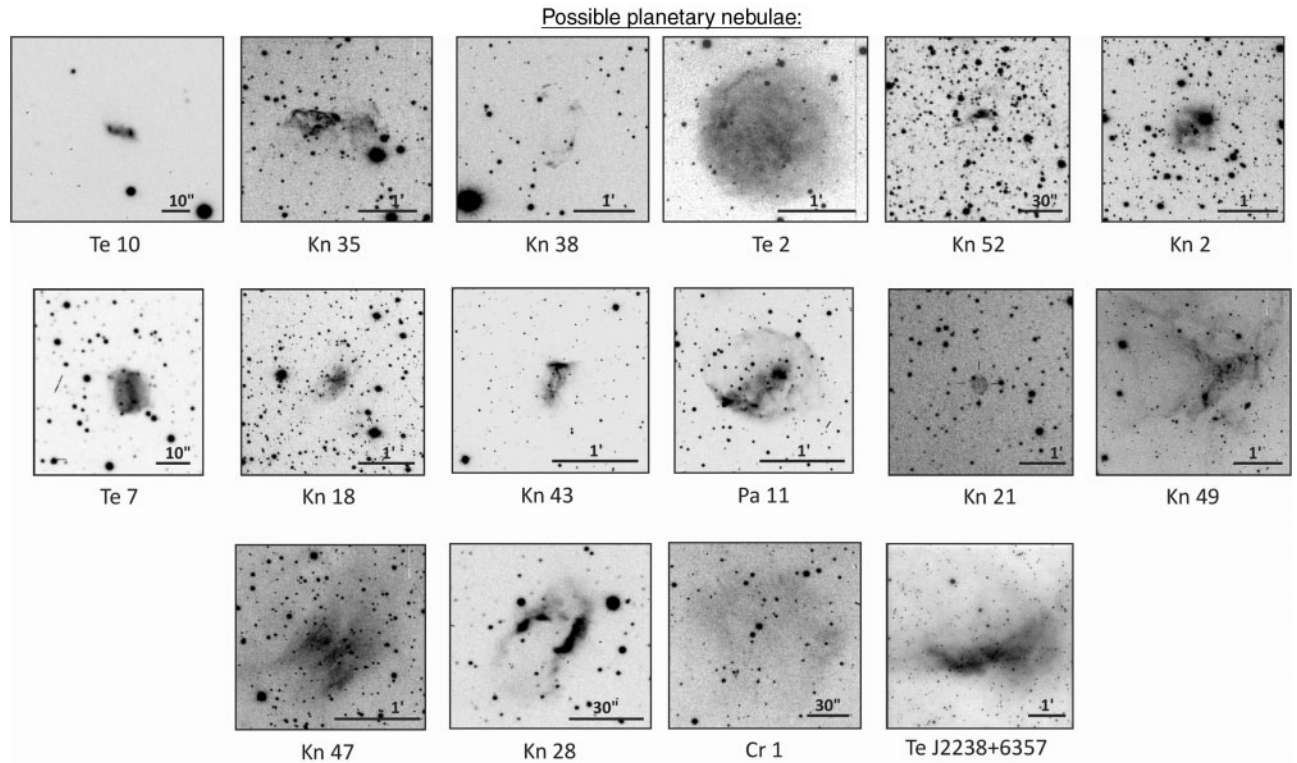 Possible planetary nebulae:
10" 1' 1' 1' 30" 1'
Te 10 Kn 35 Kn 38 Te 2 Kn 52 Kn 2
10" 1' 1' 1' 1' 1'
Te 7 Kn 18 Kn 43 Pa 11 Kn 21 Kn 49
1' 30" 30" 1'
Kn 47 Kn 28 Cr 1 Te J2238+6357